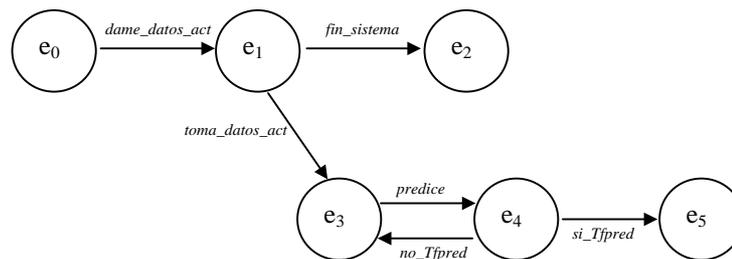 dame_datos_act
fin_sistema
e0
e1
e2
toma_datos_act
predice
e3
e4
e5
si_Tfpred
no_Tfpred